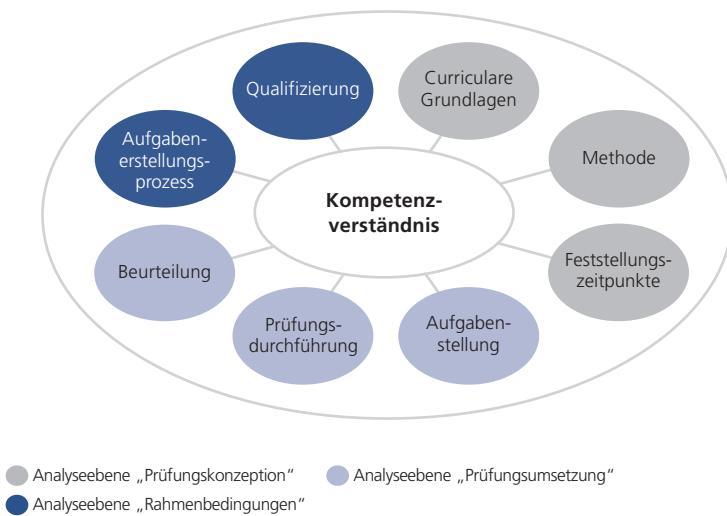 Qualifizierung
Curriculare
Grundlagen
Aufgaben-
erstellungs-
prozess
Methode
Kompetenz-
verständnis
Beurteilung
Feststellungs-
zeitpunkte
Prüfungs-
durchführung
Aufgaben-
stellung
Analyseebene „Prüfungskonzeption“
Analyseebene „Prüfungsumsetzung“
Analyseebene „Rahmenbedingungen“